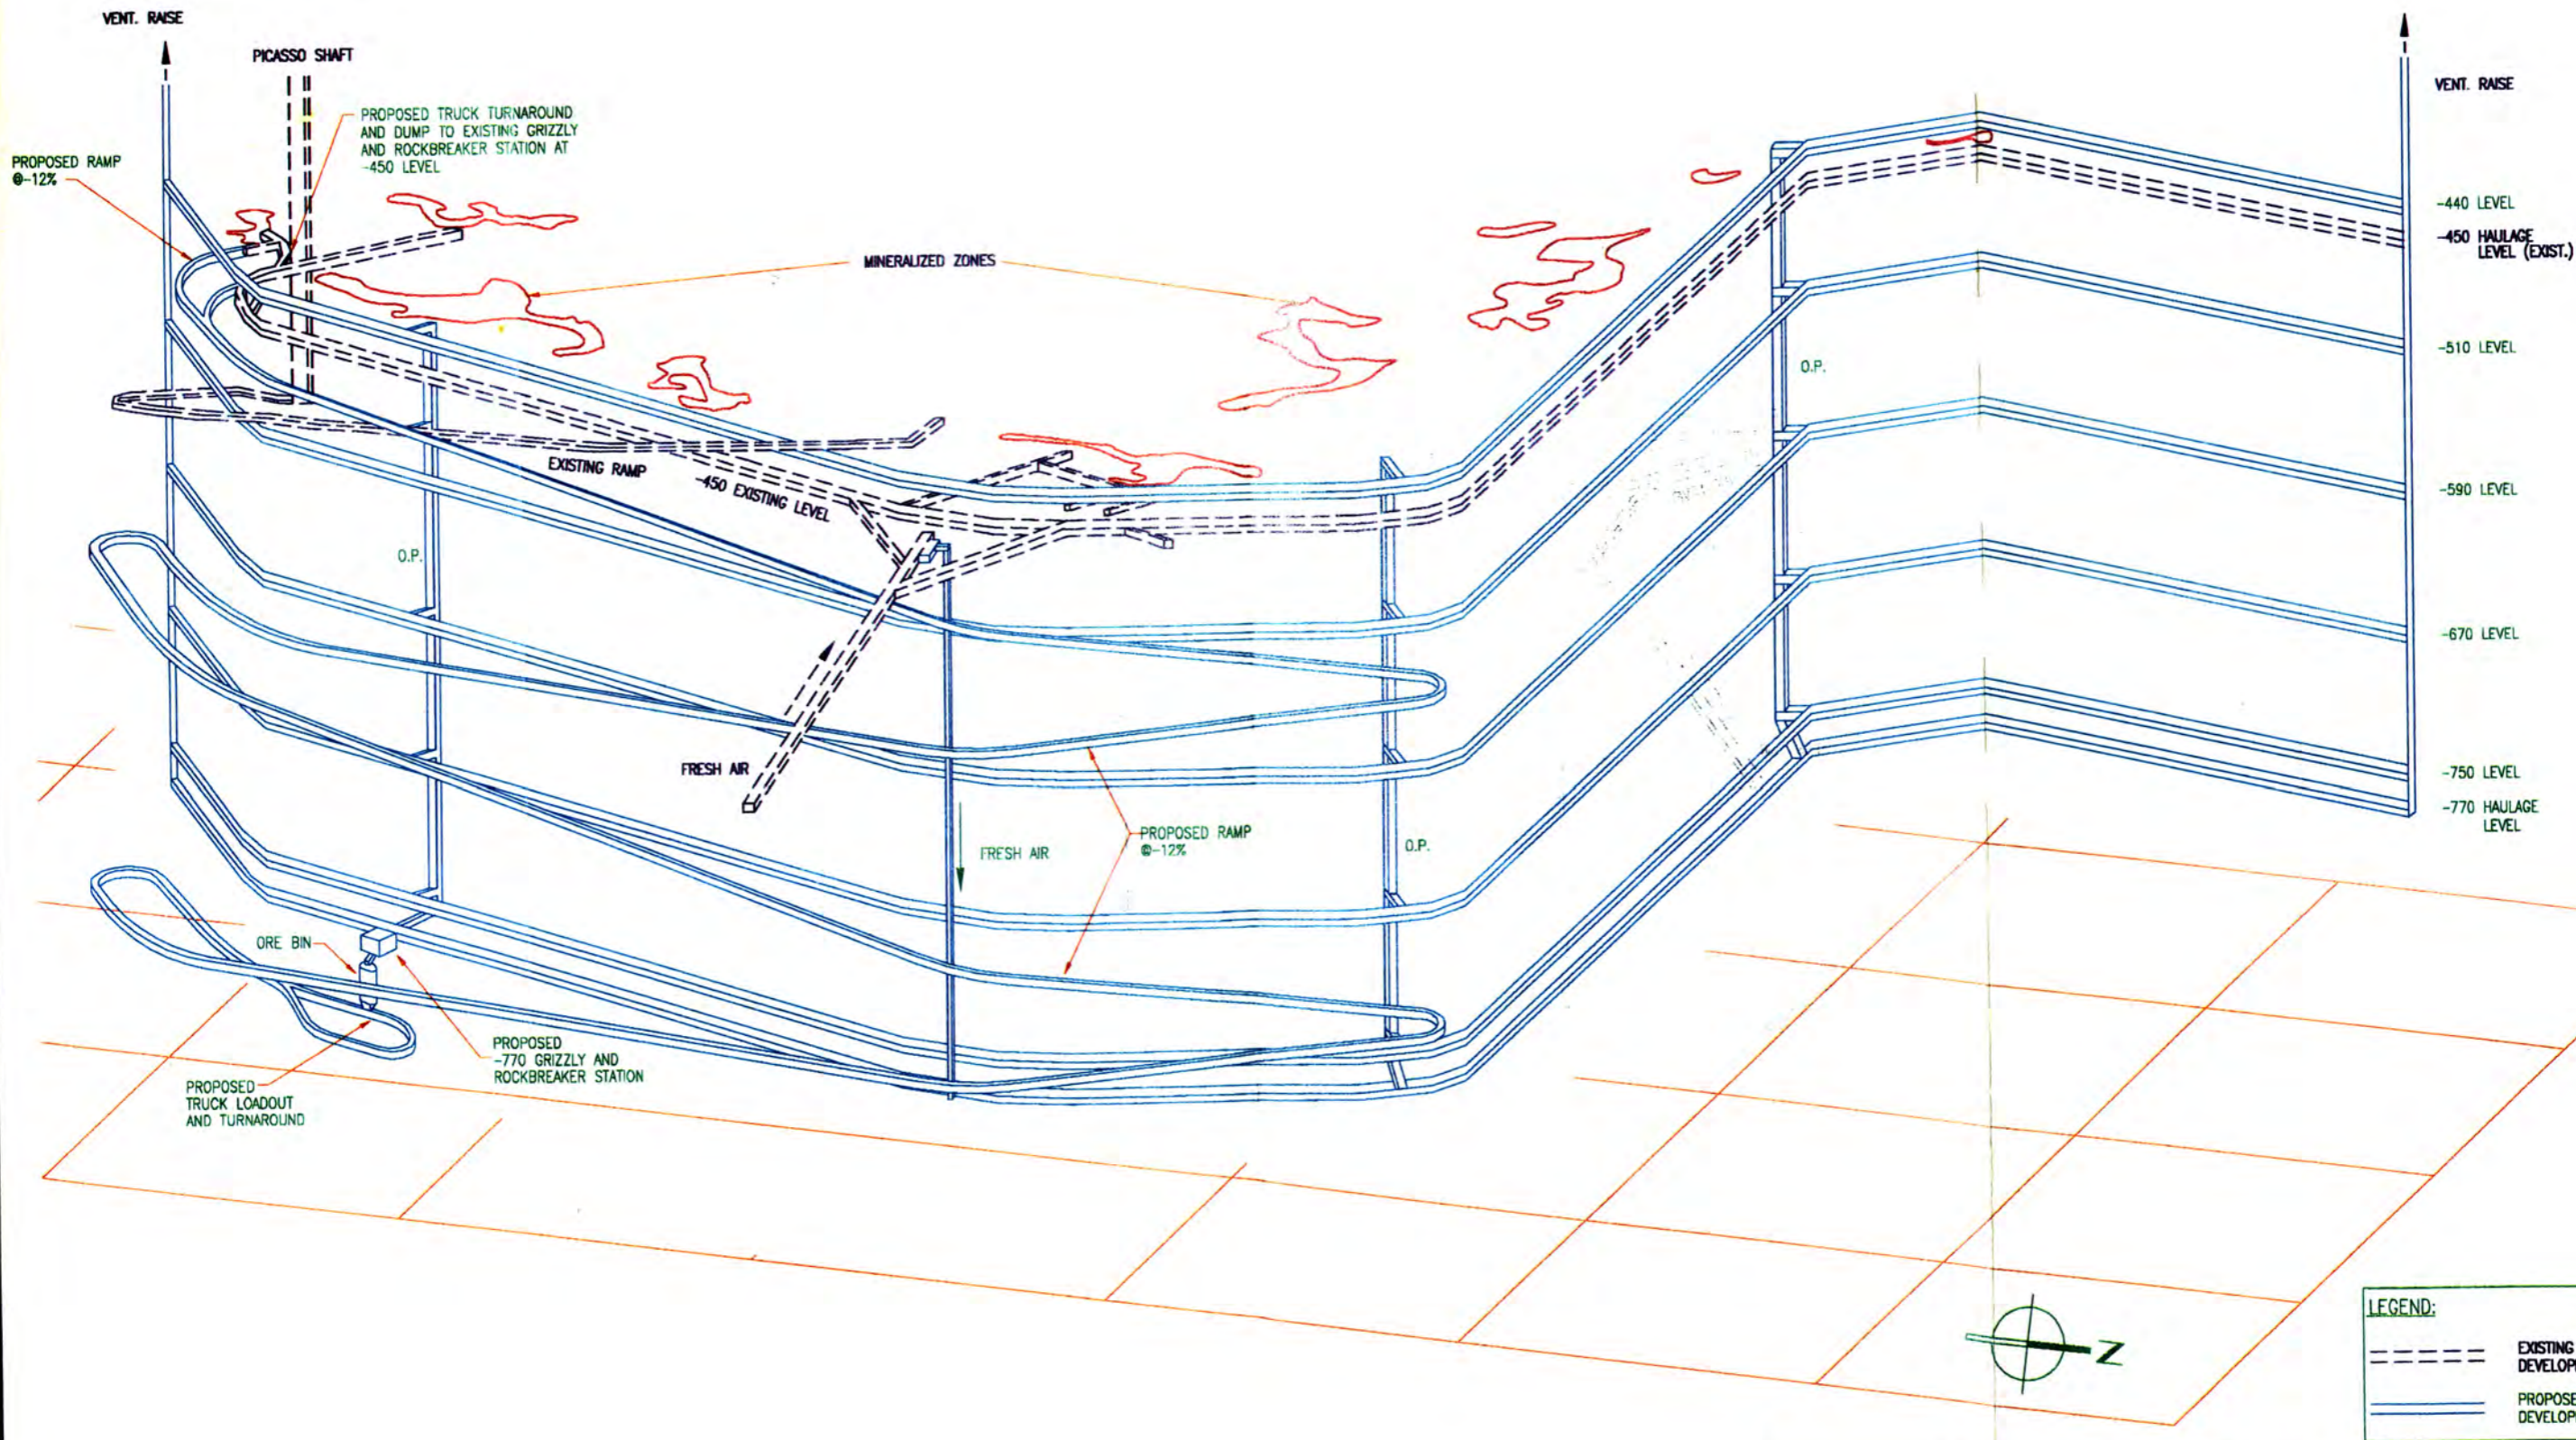 VENT. RAISE
PICASSO SHAFT
PROPOSED TRUCK TURNAROUND
AND DUMP TO EXISTING GRIZZLY
AND ROCKBREAKER STATION AT
-450 LEVEL
PROPOSED RAMP
@-12%
MINERALIZED ZONES
VENT. RAISE
-440 LEVEL
-450 HAULAGE
LEVEL (EXIST.)
O.P.
-510 LEVEL
EXISTING RAMP
-450 EXISTING LEVEL
-590 LEVEL
O.P.
-670 LEVEL
FRESH AIR
-750 LEVEL
-770 HAULAGE
LEVEL
FRESH AIR
PROPOSED RAMP
@-12%
O.P.
ORE BIN
PROPOSED
-770 GRIZZLY AND
ROCKBREAKER STATION
PROPOSED
TRUCK LOADOUT
AND TURNAROUND
Z
LEGEND:
EXISTING
DEVELOP
PROPOSE
DEVELOP